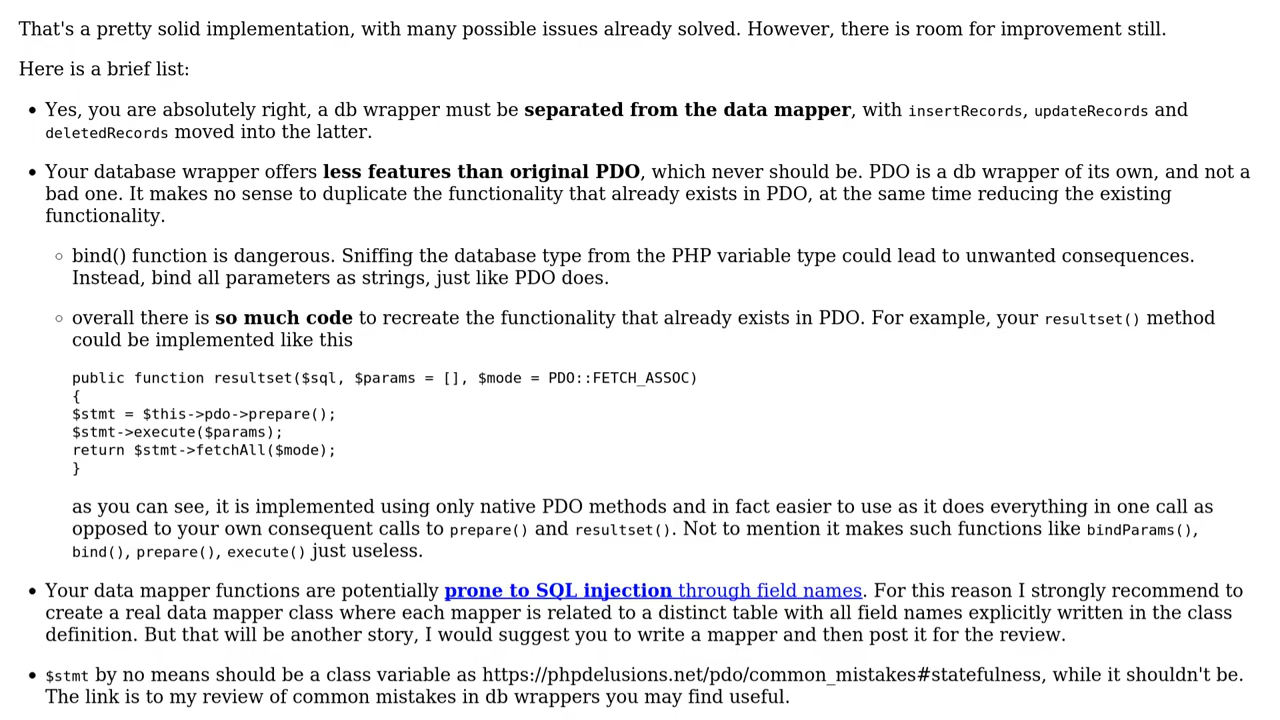 That's a pretty solid implementation, with many possible issues already solved. However, there is room for improvement still.
Here is a brief list:
• Yes, you are absolutely right, a db wrapper must be separated from the data mapper, with insertRecords, updateRecords and
deletedRecords moved into the latter.
• Your database wrapper offers less features than original PDO, which never should be. PDO is a db wrapper of its own, and not a
bad one. It makes no sense to duplicate the functionality that already exists in PDO, at the same time reducing the existing
functionality.
◦ bind() function is dangerous. Sniffing the database type from the PHP variable type could lead to unwanted consequences.
Instead, bind all parameters as strings, just like PDO does.
◦ overall there is so much code to recreate the functionality that already exists in PDO. For example, your resultset() method
could be implemented like this
public function resultset($sql, $params = [], $mode = PDO::FETCH_ASSOC)
{
$stmt = $this->pdo->prepare();
$stmt->execute($params);
return $stmt->fetchAll($mode);
}
as you can see, it is implemented using only native PDO methods and in fact easier to use as it does everything in one call as
opposed to your own consequent calls to prepare() and resultset(). Not to mention it makes such functions like bindParams(),
bind(), prepare(), execute() just useless.
• Your data mapper functions are potentially prone to SQL injection through field names. For this reason I strongly recommend to
create a real data mapper class where each mapper is related to a distinct table with all field names explicitly written in the class
definition. But that will be another story, I would suggest you to write a mapper and then post it for the review.
• $stmt by no means should be a class variable as https://phpdelusions.net/pdo/common_mistakes#statefulness, while it shouldn't be.
The link is to my review of common mistakes in db wrappers you may find useful.